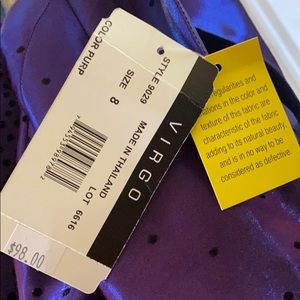 COLOR PURP
STYLE 9029
SIZE 8
VIRGO
MADE IN THAILAND
LOT 6616
$98.00
regularities and
ations in the color and
texture of this fabric are
characteristic of the fabric
adding to its natural beauty,
and is in no way to be
considered as defective.